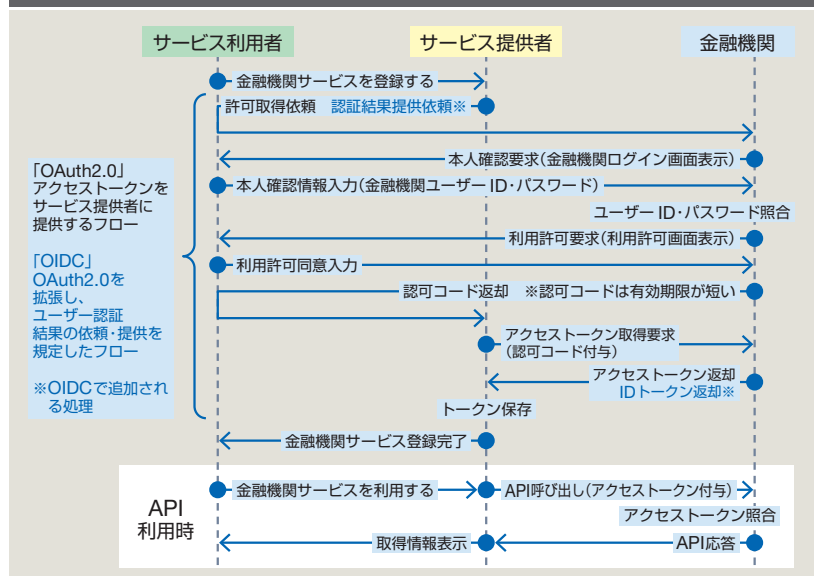 サービス利用者
サービス提供者
金融機関
金融機関サービスを登録する
許可取得依頼 認証結果提供依頼※
本人確認要求(金融機関ログイン画面表示)
本人確認情報入力(金融機関ユーザーID・パスワード)
ユーザーID・パスワード照合
利用許可要求(利用許可画面表示)
利用許可同意入力
認可コード返却 ※認可コードは有効期限が短い
アクセストークン取得要求
(認可コード付与)
アクセストークン返却
IDトークン返却※
トークン保存
金融機関サービス登録完了
「OAuth2.0」
アクセストークンを
サービス提供者に
提供するフロー
「OIDC」
OAuth2.0を
拡張し、
ユーザー認証
結果の依頼・提供を
規定したフロー
※OIDCで追加され
る処理
API
利用時
金融機関サービスを利用する
API呼び出し(アクセストークン付与)
アクセストークン照合
取得情報表示
API応答